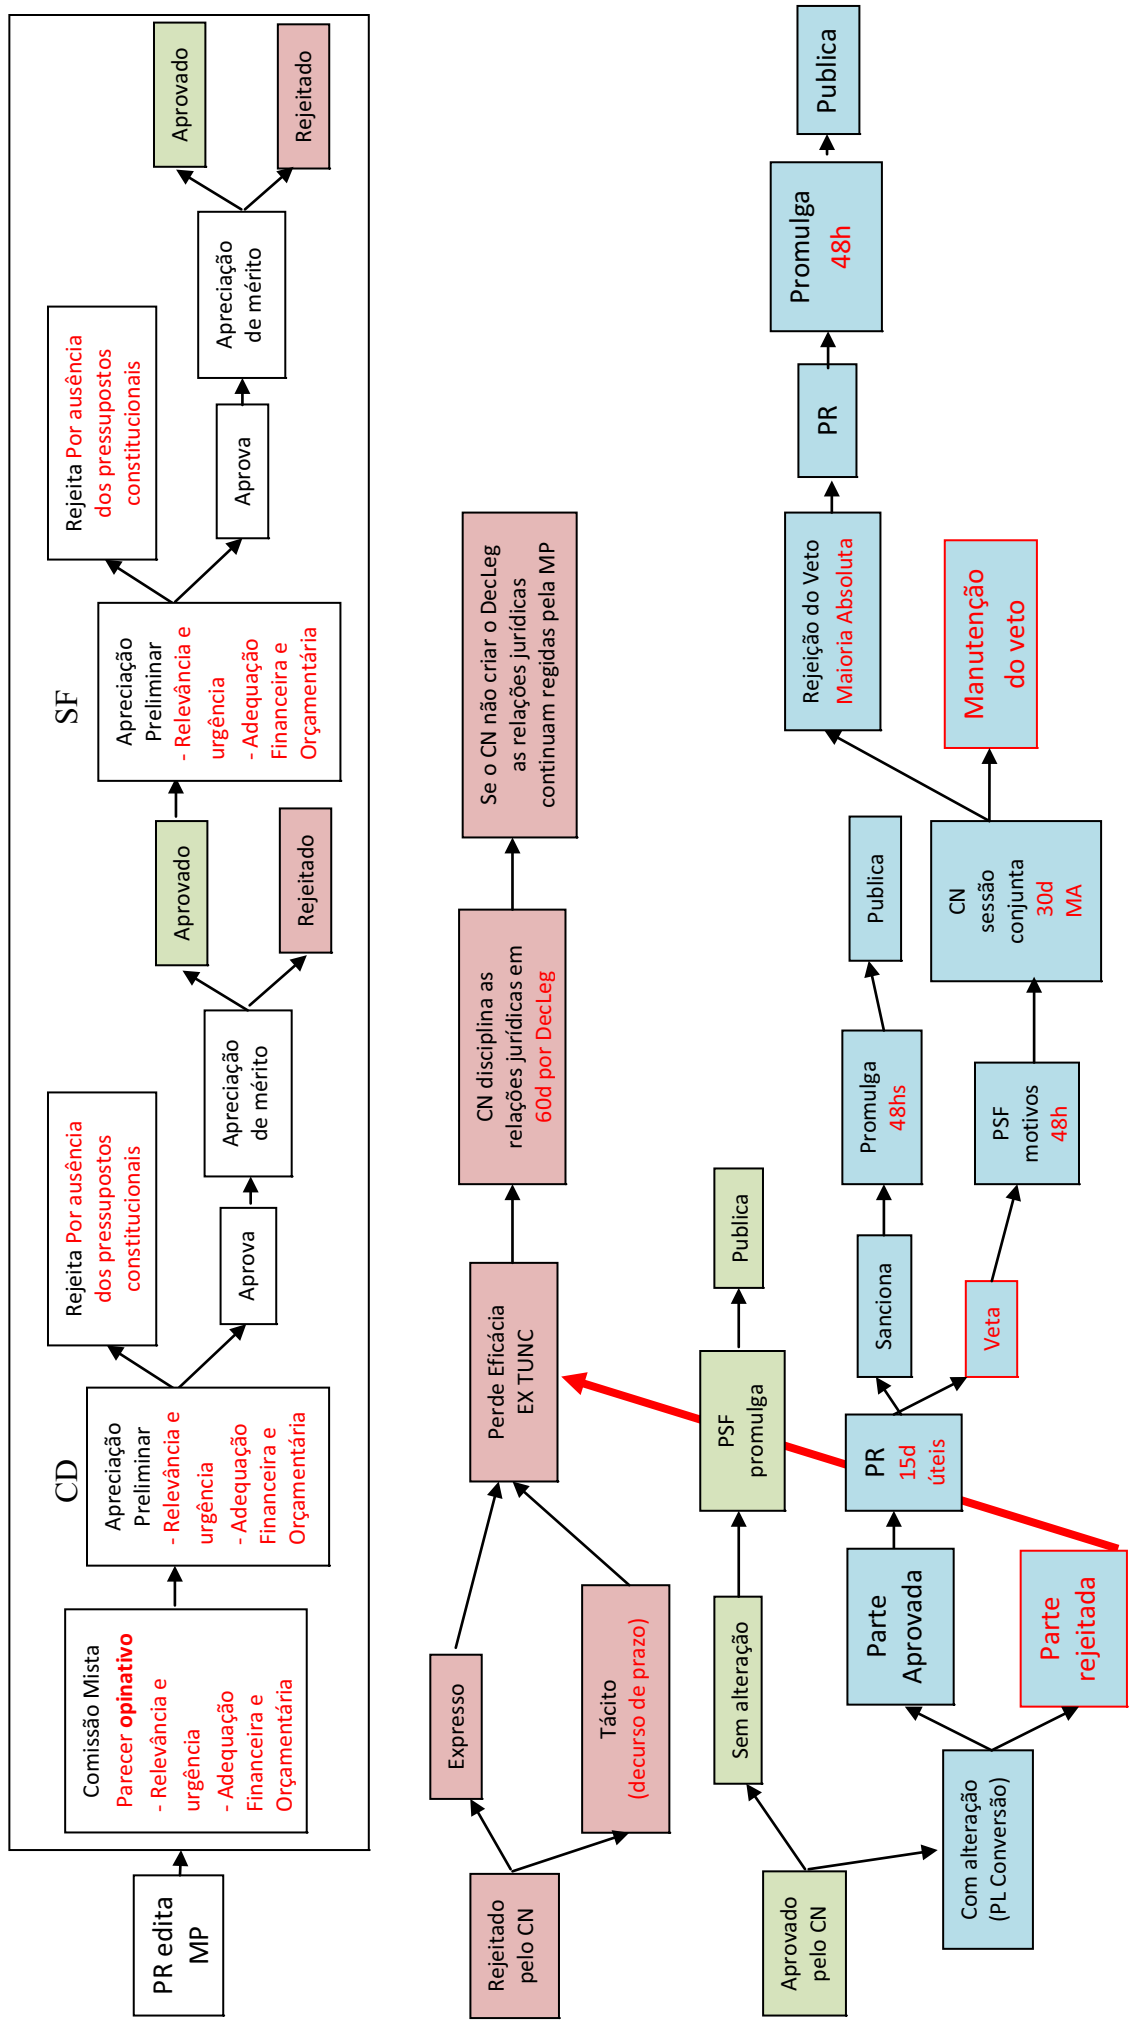 PR edita
MP
Comissão Mista
Parecer opinativo
- Relevância e
urgência
- Adequação
Financeira e
Orçamentária
CD
Apreciação
Preliminar
- Relevância e
urgência
- Adequação
Financeira e
Orçamentária
Rejeita Por ausência
dos pressupostos
constitucionais
Aprova
Apreciação
de mérito
Aprovado
Rejeitado
SF
Apreciação
Preliminar
- Relevância e
urgência
- Adequação
Financeira e
Orçamentária
Rejeita Por ausência
dos pressupostos
constitucionais
Aprova
Apreciação
de mérito
Aprovado
Rejeitado
Rejeitado
pelo CN
Expresso
Tácito
(decurso de prazo)
Perde Eficácia
EX TUNC
CN disciplina as
relações jurídicas em
60d por DecLeg
Se o CN não criar o DecLeg
as relações jurídicas
continuam regidas pela MP
Aprovado
pelo CN
Sem alteração
PSF
promulga
Publica
Com alteração
(PL Conversão)
Parte
Aprovada
Parte
rejeitada
PR
15d
úteis
Sanciona
Promulga
48hs
Publica
Veta
PSF
motivos
48h
CN
sessão
conjunta
30d
MA
Rejeição do Veto
Maioria Absoluta
Manutenção
do veto
PR
Promulga
48h
Publica